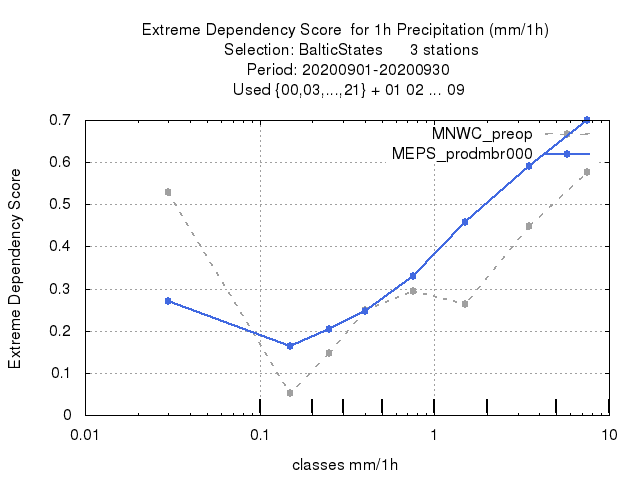 Extreme Dependency Score  for 1h Precipitation (mm/1h)
Selection: BalticStates      3 stations
Period: 20200901-20200930
Used {00,03,...,21} + 01 02 ... 09
MNWC_preop
MEPS_prodmbr000
Extreme Dependency Score
0.7
0.6
0.5
0.4
0.3
0.2
0.1
0
0.01 0.1 1 10
classes mm/1h